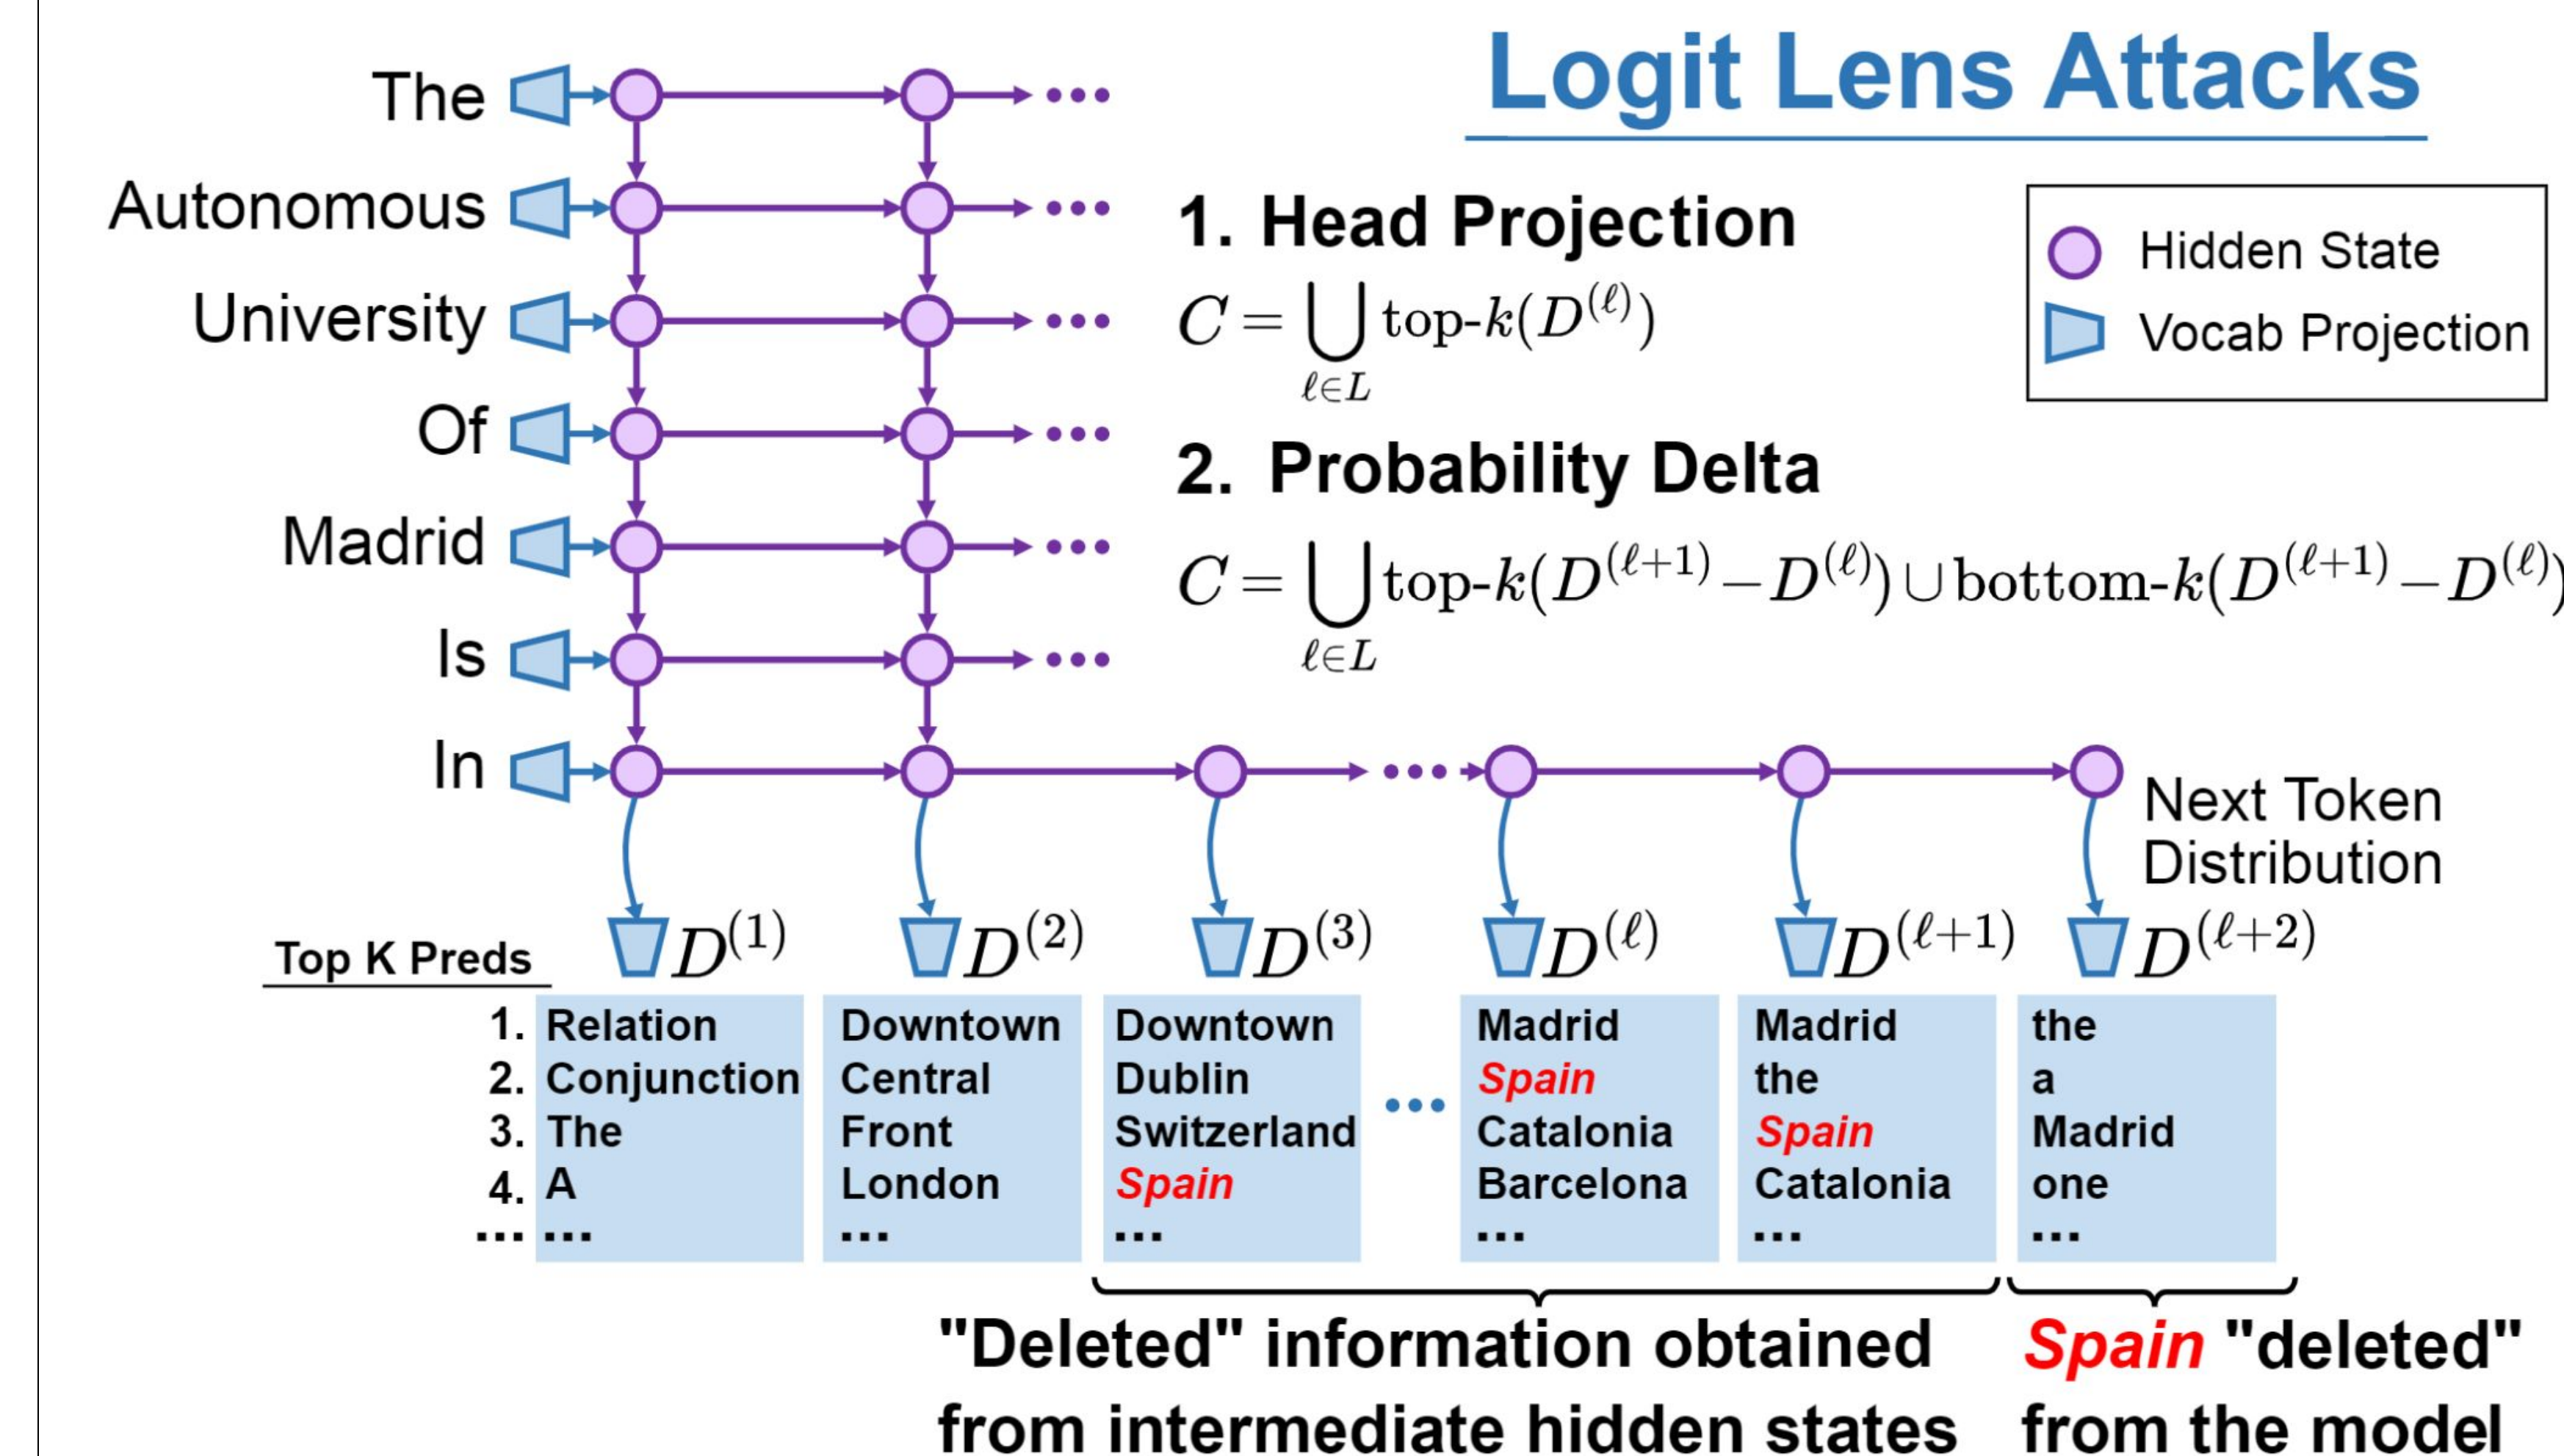 Logit Lens Attacks
The
Autonomous
University
Of
Madrid
Is
In
1. Head Projection
C = ⋃ top-k(D^(ℓ))
ℓ∈L
2. Probability Delta
C = ⋃ top-k(D^(ℓ+1) − D^(ℓ)) ∪ bottom-k(D^(ℓ+1) − D^(ℓ))
ℓ∈L
Hidden State
Vocab Projection
Next Token
Distribution
Top K Preds
D^(1) D^(2) D^(3) D^(ℓ) D^(ℓ+1) D^(ℓ+2)
1. Relation Downtown Downtown Madrid Madrid the
2. Conjunction Central Dublin Spain the a
3. The Front Switzerland Catalonia Spain Madrid
4. A London Spain Barcelona Catalonia one
... ... ... ... ... ... ...
"Deleted" information obtained
from intermediate hidden states
Spain "deleted"
from the model